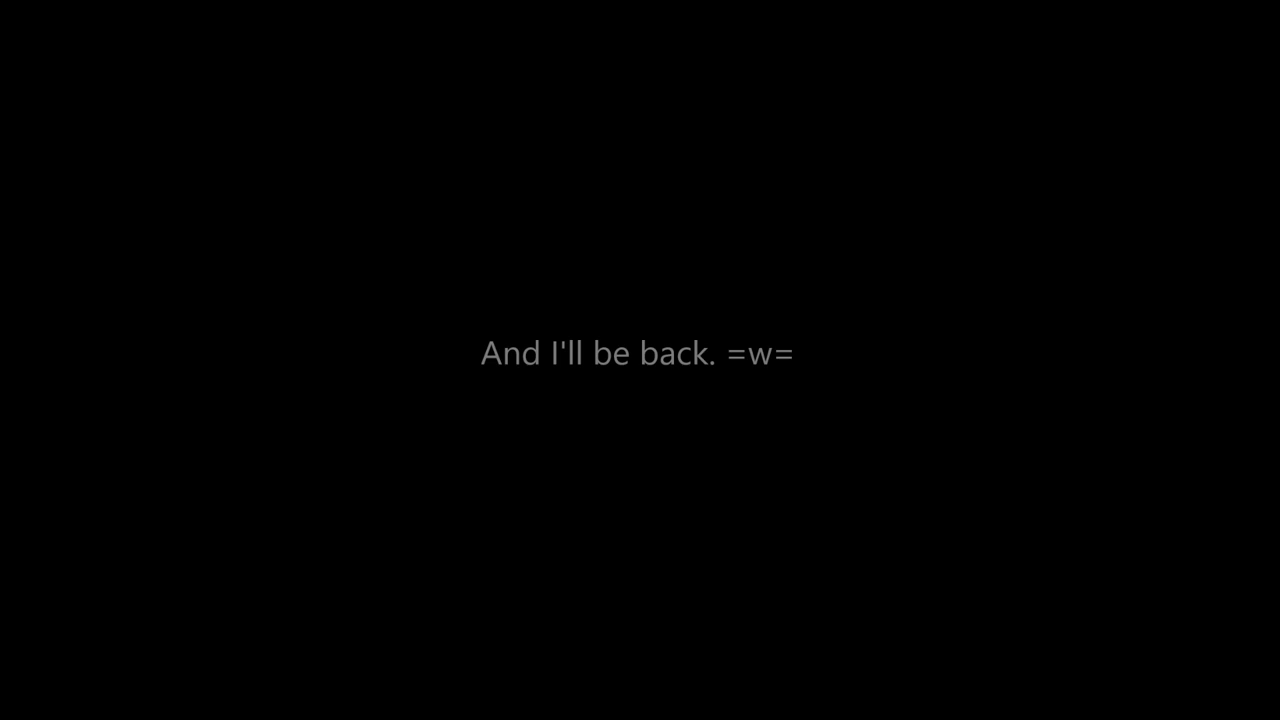 And I'll be back. =w=